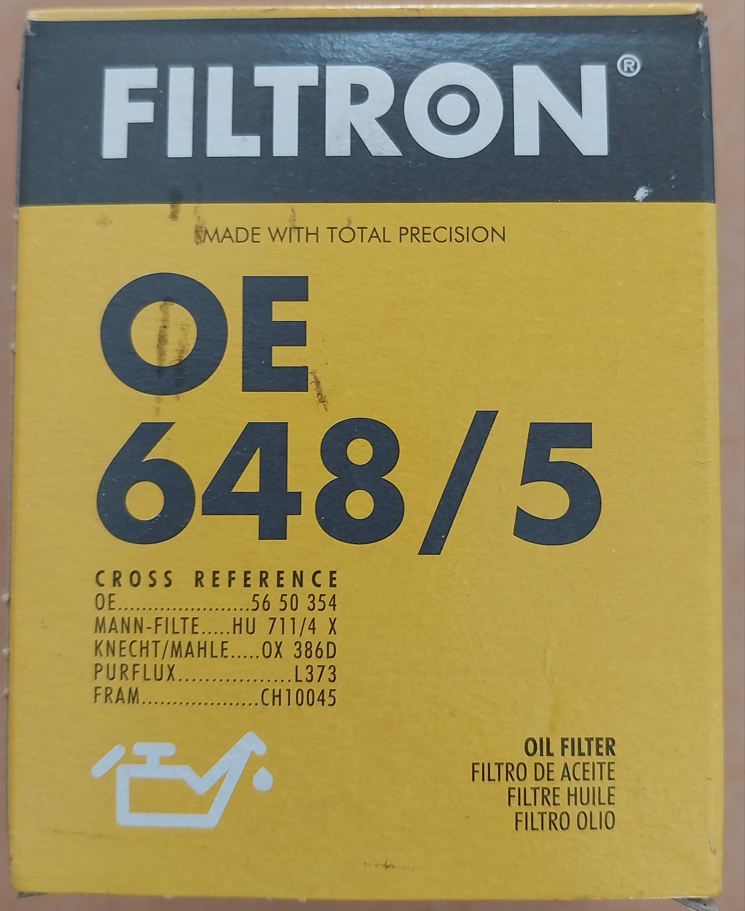 FILTRON®
MADE WITH TOTAL PRECISION
OE
648/5
CROSS REFERENCE
OE......................56 50 354
MANN-FILTE.....HU 711/4 X
KNECHT/MAHLE.....OX 386D
PURFLUX...................L373
FRAM....................CH10045
OIL FILTER
FILTRO DE ACEITE
FILTRE HUILE
FILTRO OLIO